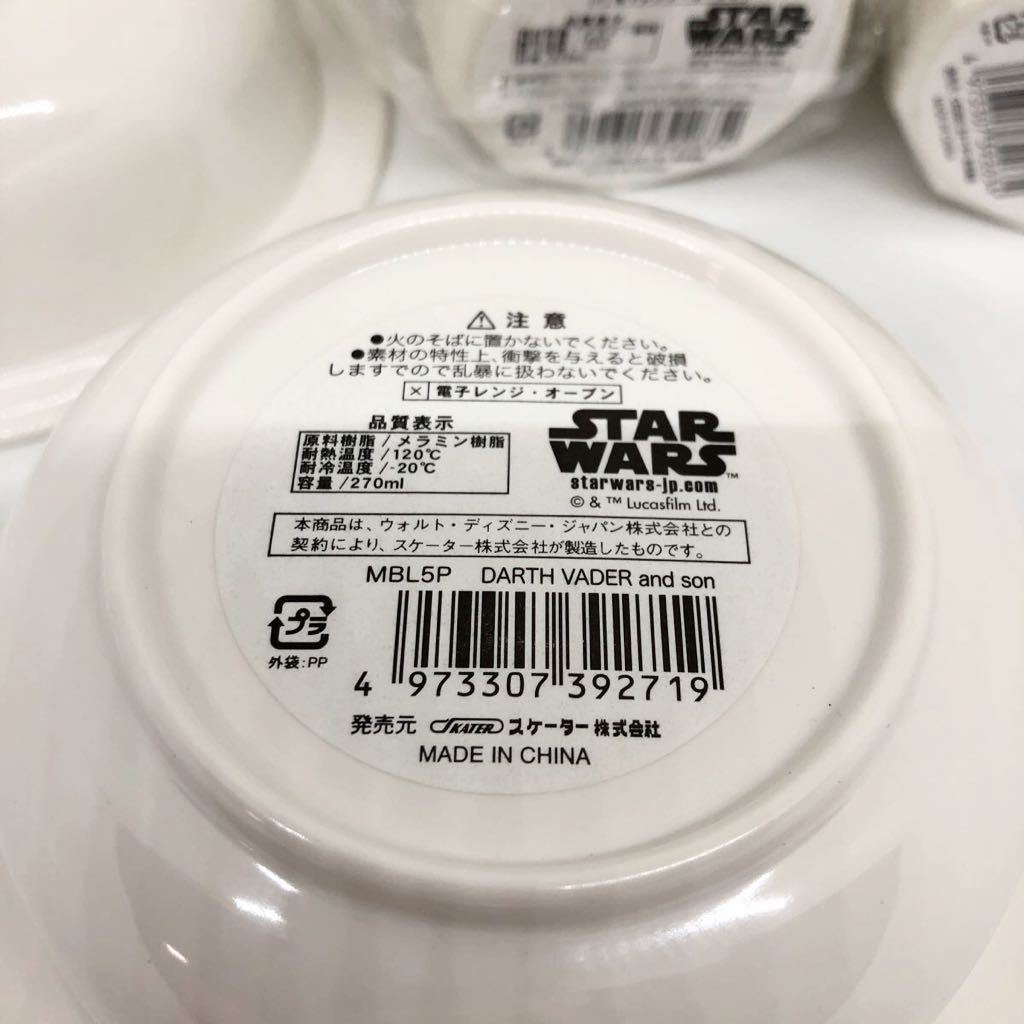 STAR
WARS
⚠ 注意
●火のそばに置かないでください。
●素材の特性上、衝撃を与えると破損
しますでので乱暴に扱わないでください。
× 電子レンジ・オーブン
品質表示
原料樹脂/メラミン樹脂
耐熱温度/120℃
耐冷温度/-20℃
容量/270ml
STAR
WARS™
starwars-jp.com
© & ™ Lucasfilm Ltd.
本商品は、ウォルト・ディズニー・ジャパン株式会社との
契約により、スケーター株式会社が製造したものです。
MBL5P DARTH VADER and son
プラ
外袋:PP
4 973307 392719
発売元 SKATER スケーター株式会社
MADE IN CHINA